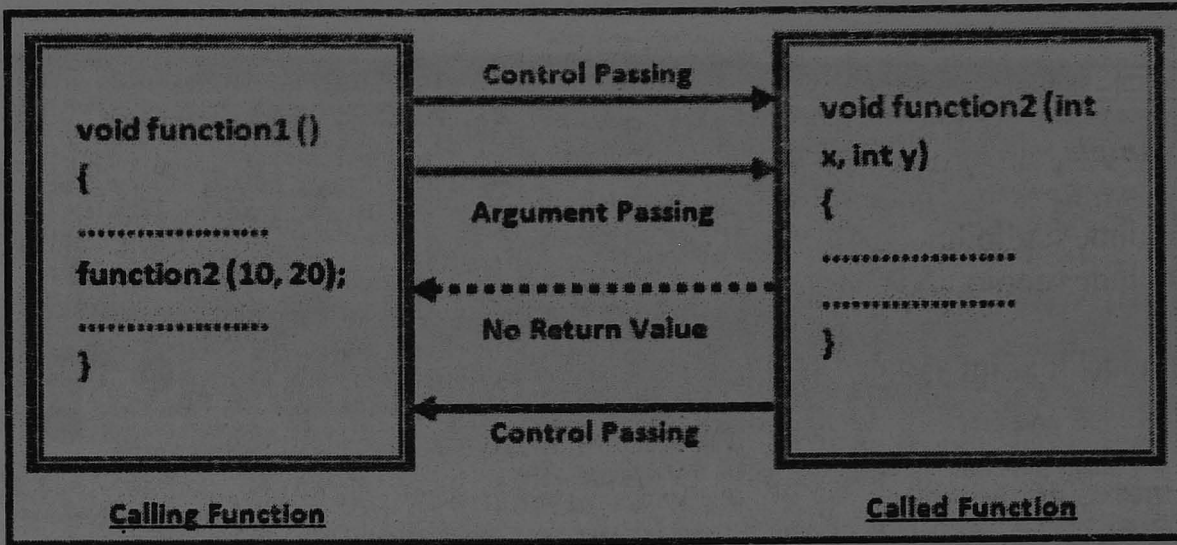 void function1 ()
{
.....................
function2 (10, 20);
.....................
}
Calling Function
Control Passing
Argument Passing
No Return Value
Control Passing
void function2 (int
x, int y)
{
.....................
.....................
}
Called Function